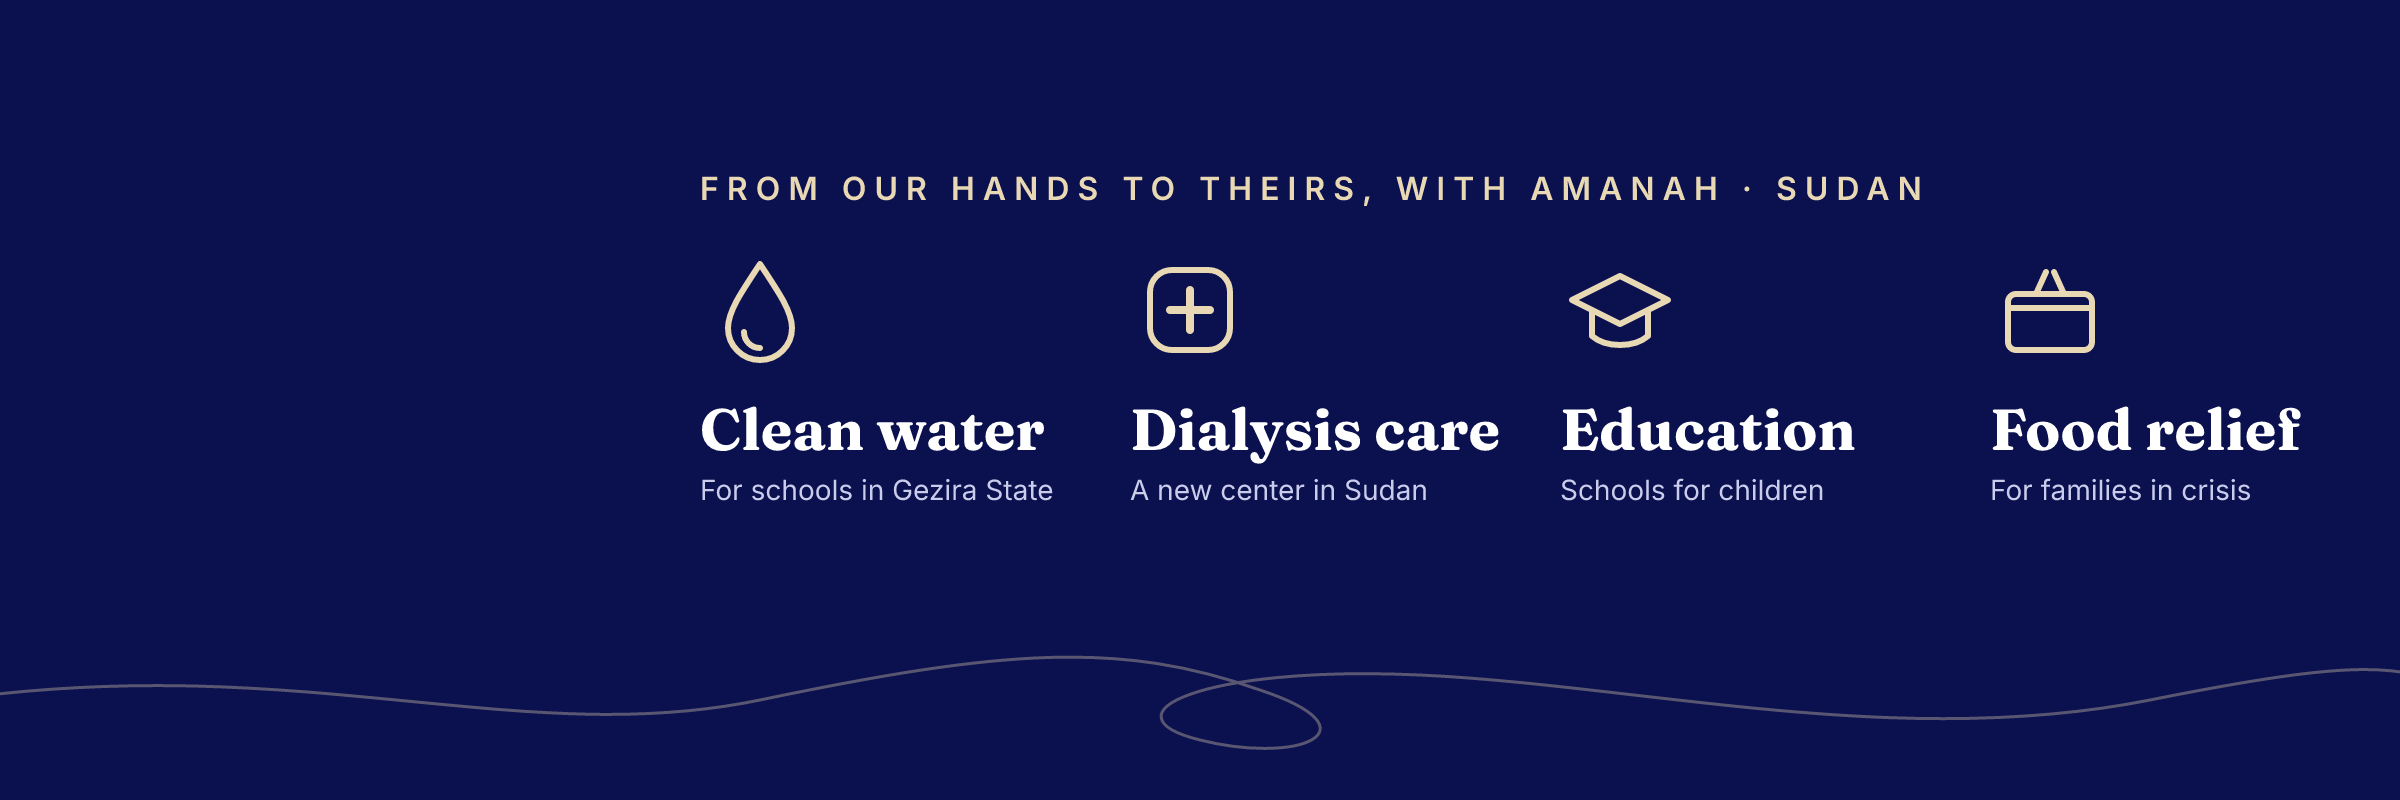 FROM OUR HANDS TO THEIRS, WITH AMANAH · SUDAN
Clean water
For schools in Gezira State
Dialysis care
A new center in Sudan
Education
Schools for children
Food relief
For families in crisis